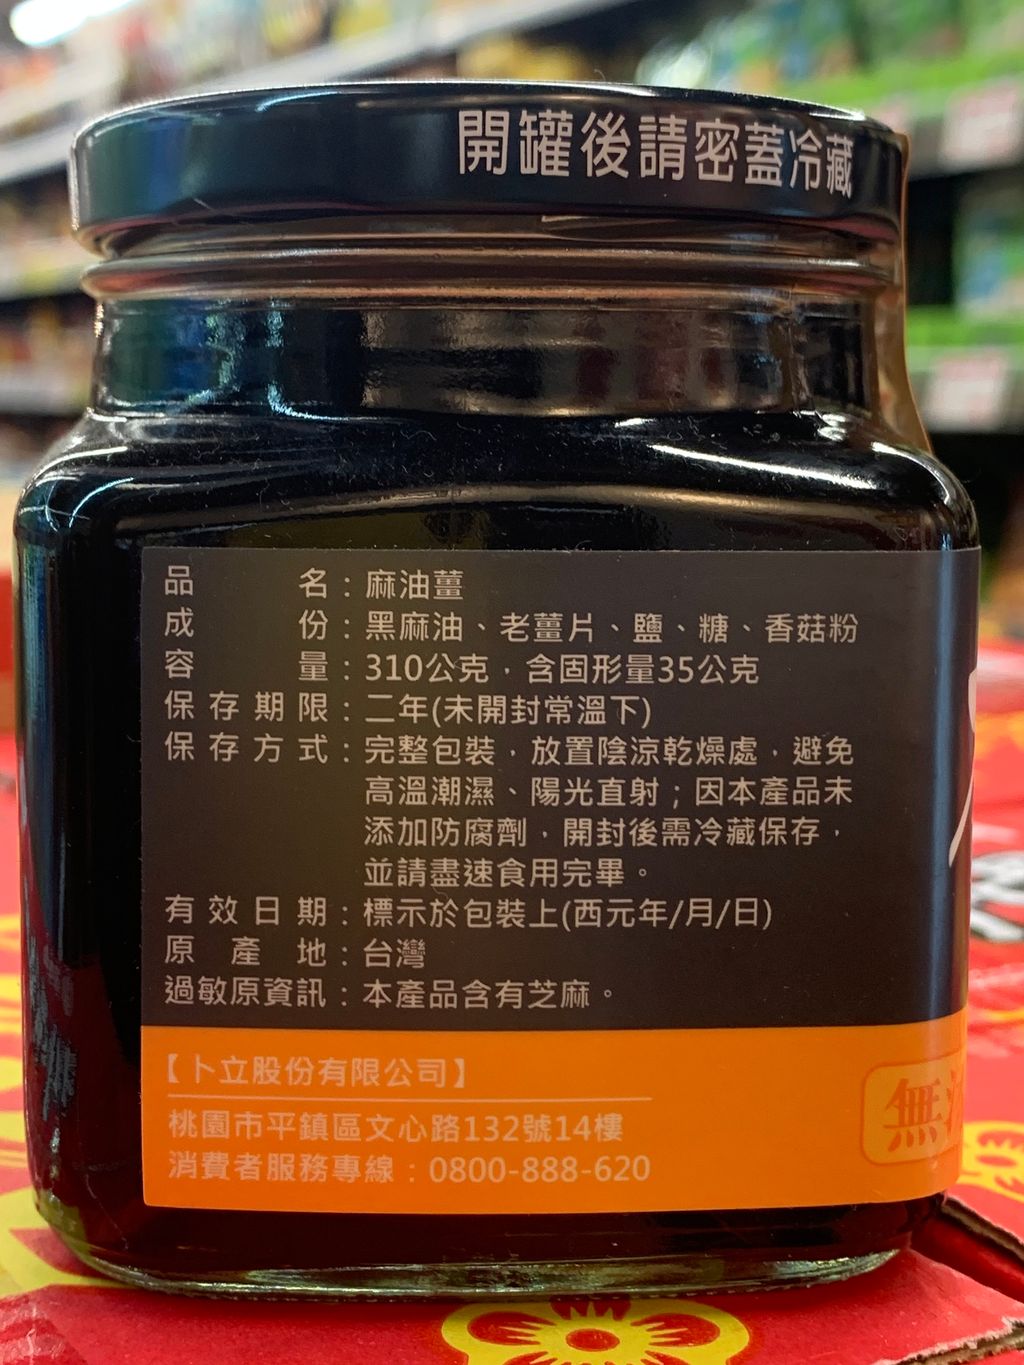 開罐後請密蓋冷藏
品名：麻油薑
成份：黑麻油、老薑片、鹽、糖、香菇粉
容量：310公克，含固形量35公克
保存期限：二年(未開封常溫下)
保存方式：完整包裝，放置陰涼乾燥處，避免
高溫潮濕、陽光直射；因本產品未
添加防腐劑，開封後需冷藏保存，
並請盡速食用完畢。
有效日期：標示於包裝上(西元年/月/日)
原產地：台灣
過敏原資訊：本產品含有芝麻。
【卜立股份有限公司】
桃園市平鎮區文心路132號14樓
消費者服務專線：0800-888-620
無